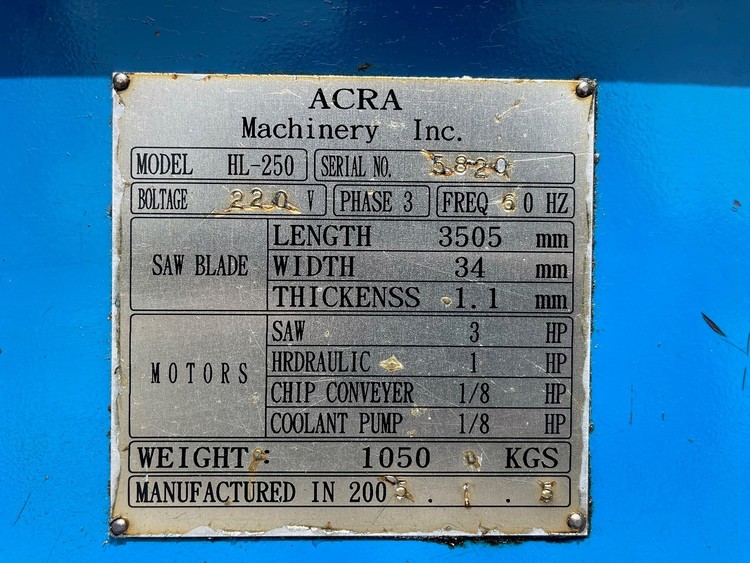 ACRA
Machinery Inc.
MODEL HL-250 SERIAL NO. 5820
BOLTAGE 220 V PHASE 3 FREQ 60 HZ
SAW BLADE
LENGTH 3505 mm
WIDTH 34 mm
THICKENSS 1.1 mm
MOTORS
SAW 3 HP
HRDRAULIC 1 HP
CHIP CONVEYER 1/8 HP
COOLANT PUMP 1/8 HP
WEIGHT: 1050 KGS
MANUFACTURED IN 200